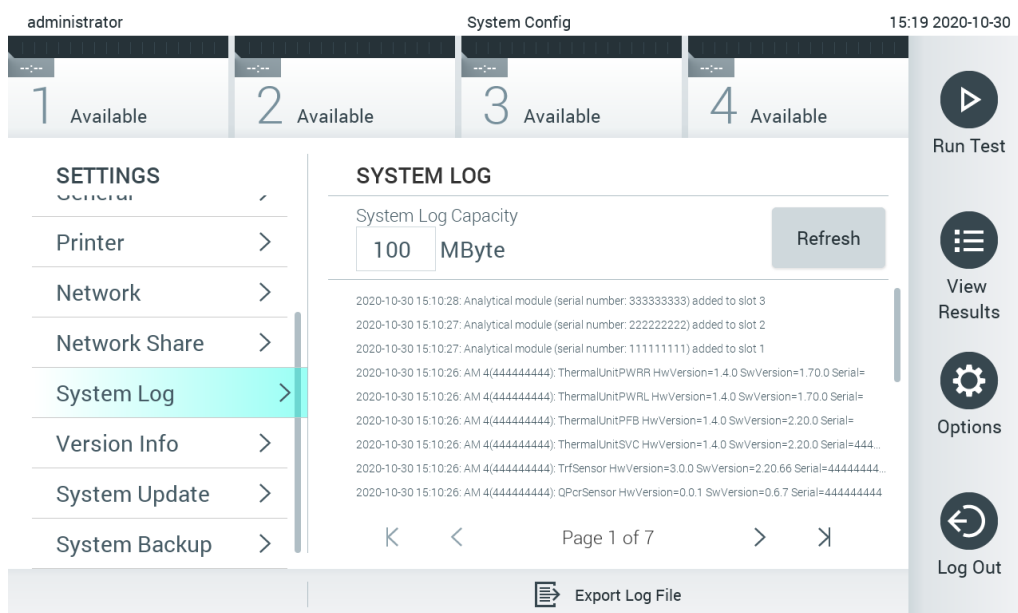 administrator System Config 15:19 2020-10-30
--:-- --:-- --:-- --:--
1 Available 2 Available 3 Available 4 Available
Run Test
View
Results
Options
Log Out
SETTINGS
General
Printer
Network
Network Share
System Log
Version Info
System Update
System Backup
SYSTEM LOG
System Log Capacity
100 MByte
Refresh
2020-10-30 15:10:28: Analytical module (serial number: 333333333) added to slot 3
2020-10-30 15:10:27: Analytical module (serial number: 222222222) added to slot 2
2020-10-30 15:10:27: Analytical module (serial number: 111111111) added to slot 1
2020-10-30 15:10:26: AM 4(444444444): ThermalUnitPWRR HwVersion=1.4.0 SwVersion=1.70.0 Serial=
2020-10-30 15:10:26: AM 4(444444444): ThermalUnitPWRL HwVersion=1.4.0 SwVersion=1.70.0 Serial=
2020-10-30 15:10:26: AM 4(444444444): ThermalUnitPFB HwVersion=1.4.0 SwVersion=2.20.0 Serial=
2020-10-30 15:10:26: AM 4(444444444): ThermalUnitSVC HwVersion=1.4.0 SwVersion=2.20.0 Serial=444...
2020-10-30 15:10:26: AM 4(444444444): TrfSensor HwVersion=3.0.0 SwVersion=2.20.66 Serial=44444444...
2020-10-30 15:10:26: AM 4(444444444): QPcrSensor HwVersion=0.0.1 SwVersion=0.6.7 Serial=444444444
Page 1 of 7
Export Log File